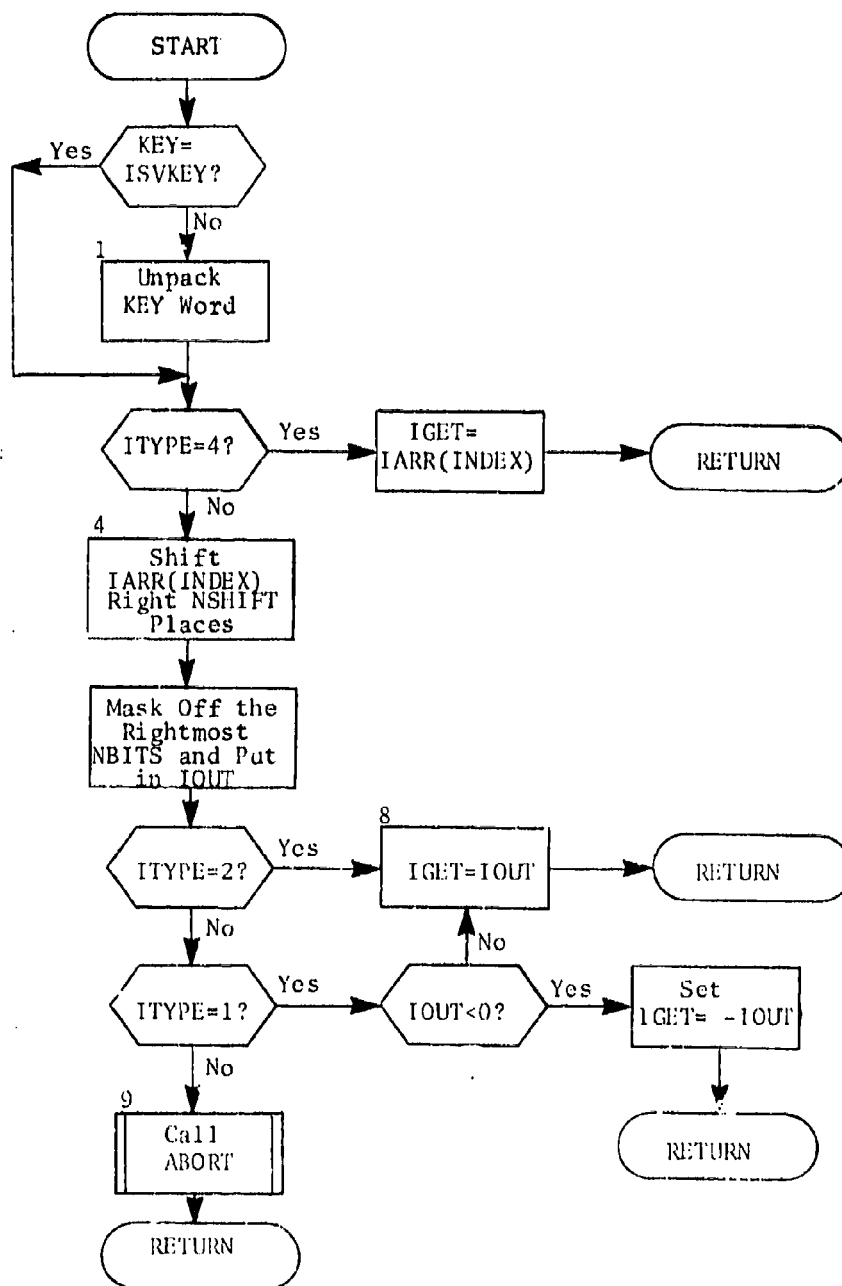 START
KEY=
ISVKEY?
Yes
No
1
Unpack
KEY Word
ITYPE=4?
Yes
IGET=
IARR(INDEX)
RETURN
No
4
Shift
IARR(INDEX)
Right NSHIFT
Places
Mask Off the
Rightmost
NBITS and Put
in IOUT
ITYPE=2?
Yes
8
IGET=IOUT
RETURN
No
No
ITYPE=1?
Yes
IOUT<0?
Yes
Set
IGET= -IOUT
No
9
Call
ABORT
RETURN
RETURN